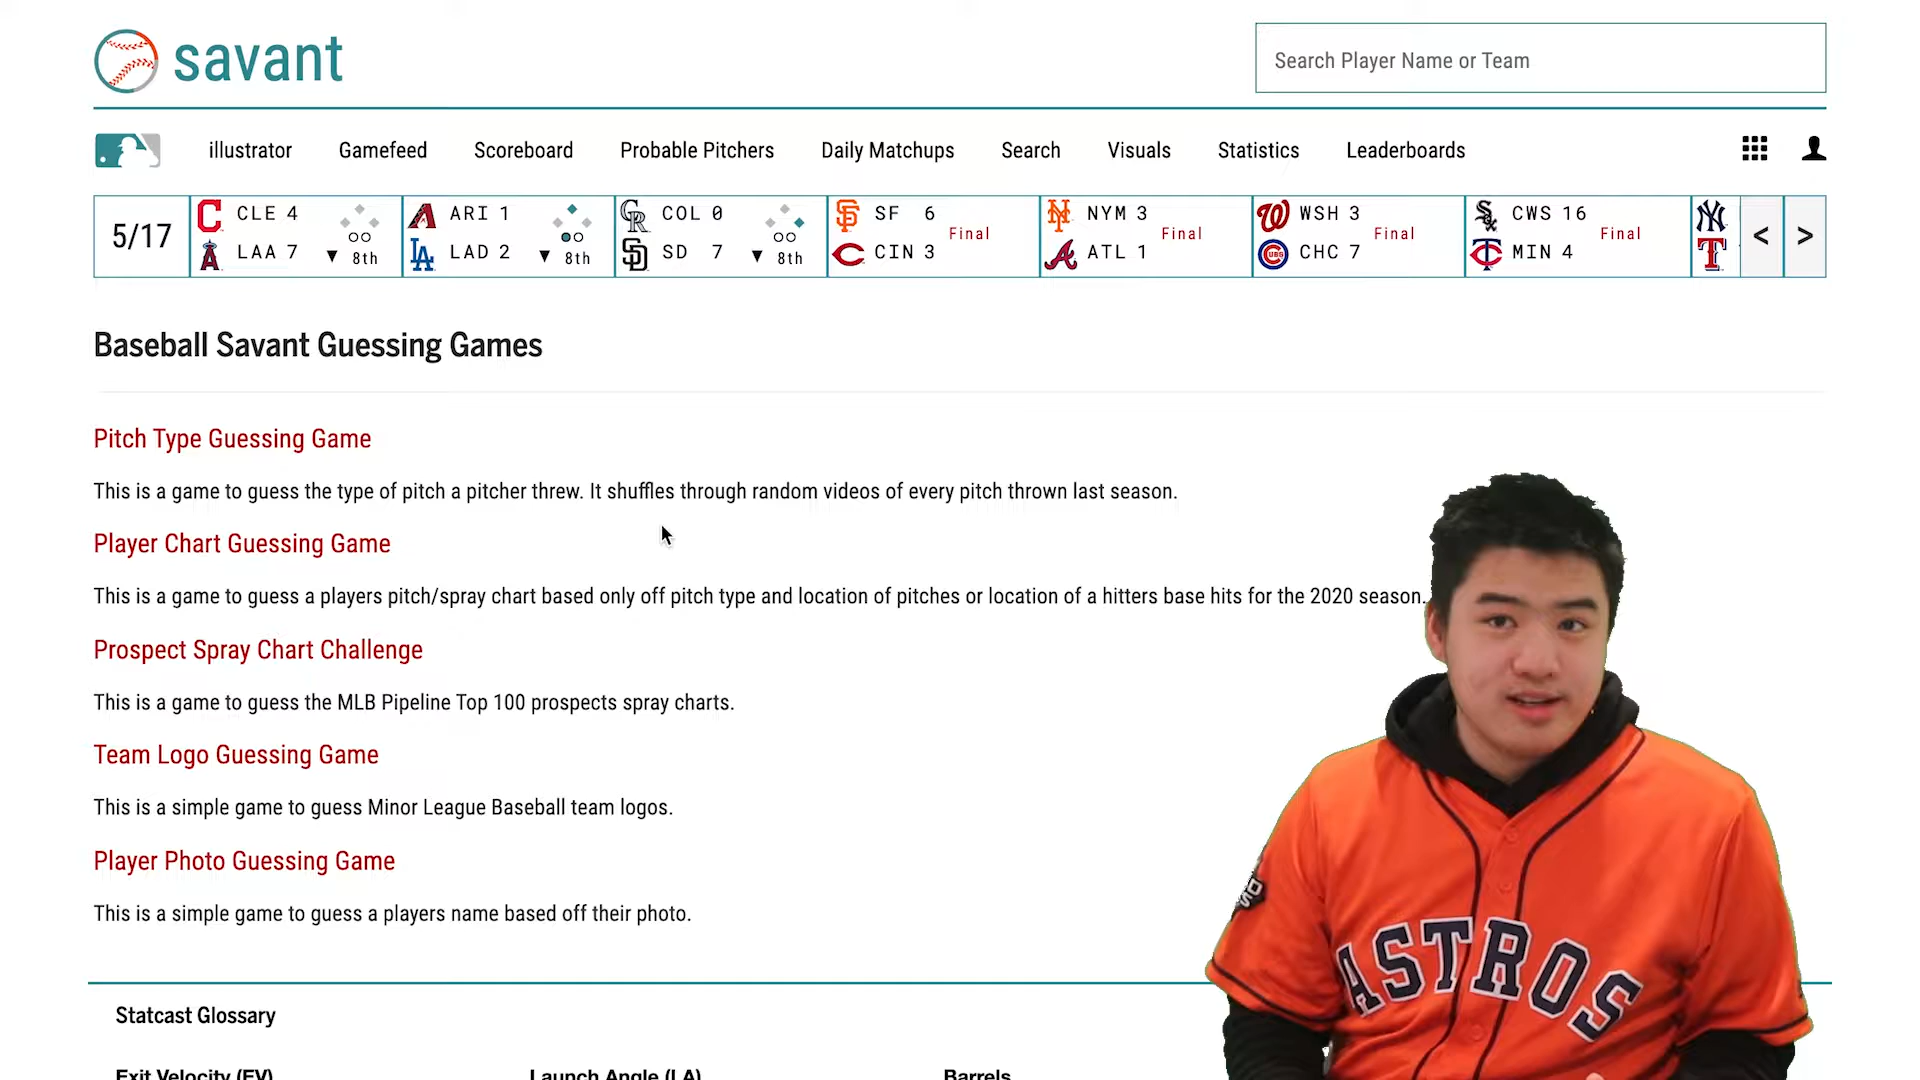 savant
Search Player Name or Team
illustrator Gamefeed Scoreboard Probable Pitchers Daily Matchups Search Visuals Statistics Leaderboards
5/17
CLE 4
LAA 7 ▼ 8th
ARI 1
LAD 2 ▼ 8th
COL 0
SD 7 ▼ 8th
SF 6
CIN 3
Final
NYM 3
ATL 1
Final
WSH 3
CHC 7
Final
CWS 16
MIN 4
Final
< >
Baseball Savant Guessing Games
Pitch Type Guessing Game
This is a game to guess the type of pitch a pitcher threw. It shuffles through random videos of every pitch thrown last season.
Player Chart Guessing Game
This is a game to guess a players pitch/spray chart based only off pitch type and location of pitches or location of a hitters base hits for the 2020 season.
Prospect Spray Chart Challenge
This is a game to guess the MLB Pipeline Top 100 prospects spray charts.
Team Logo Guessing Game
This is a simple game to guess Minor League Baseball team logos.
Player Photo Guessing Game
This is a simple game to guess a players name based off their photo.
ASTROS
Statcast Glossary
Exit Velocity (EV) Launch Angle (LA) Barrels